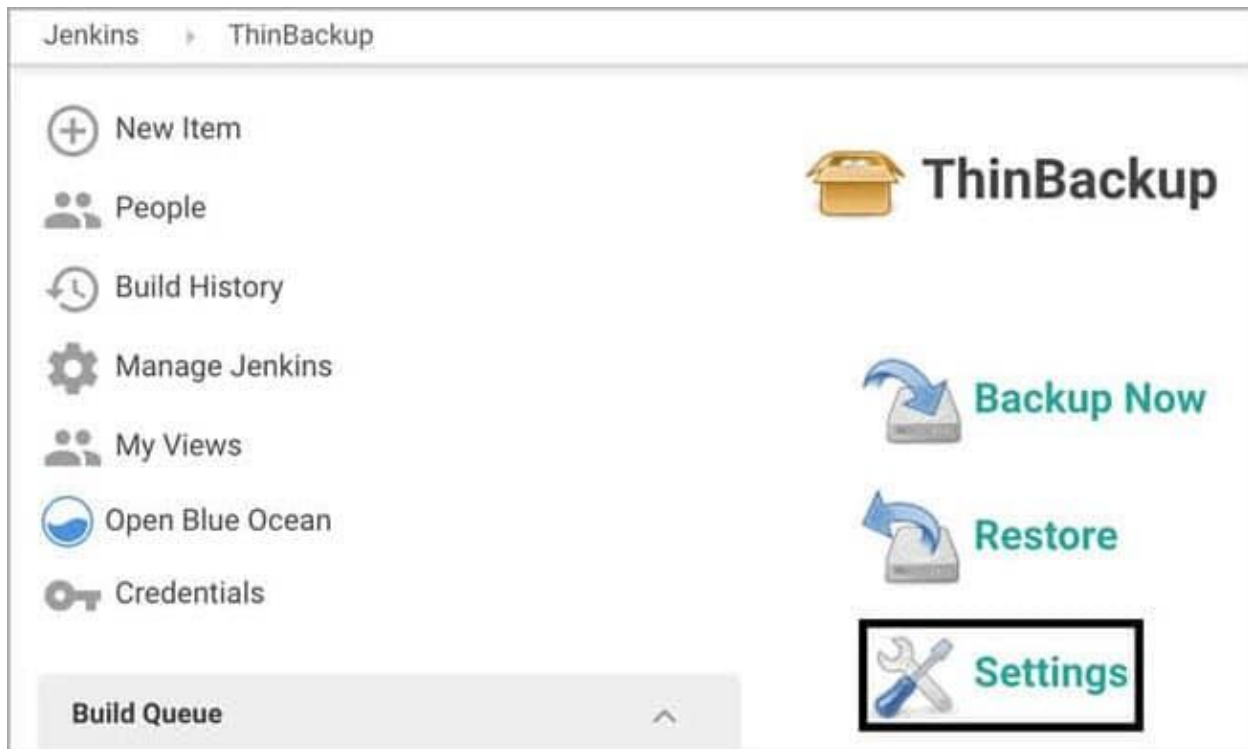 Jenkins ThinBackup
New Item
People
Build History
Manage Jenkins
My Views
Open Blue Ocean
Credentials
Build Queue
ThinBackup
Backup Now
Restore
Settings